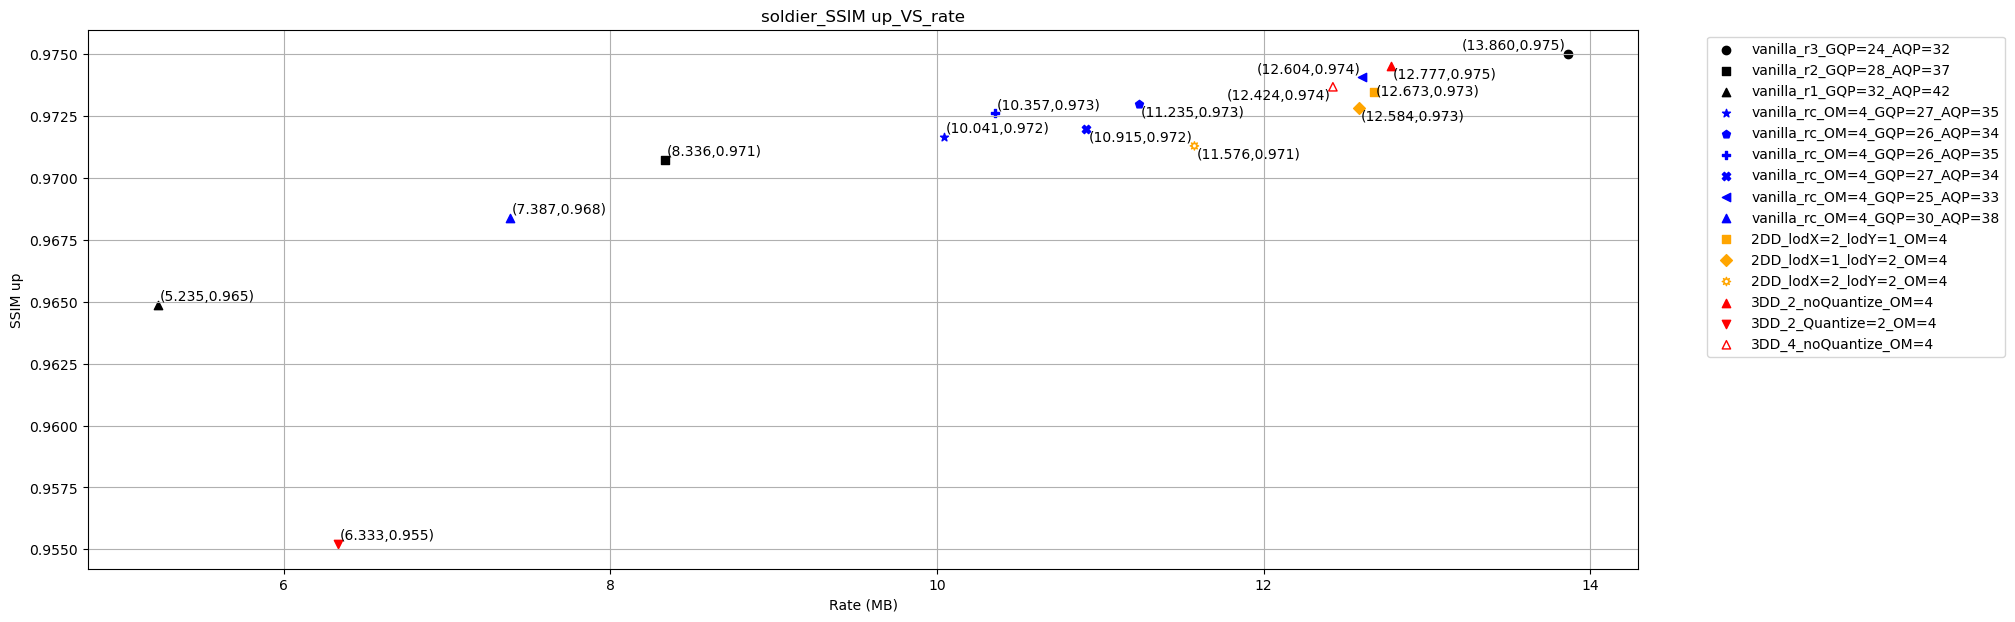 soldier_SSIM up_VS_rate
0.9750
0.9725
0.9700
0.9675
0.9650
0.9625
0.9600
0.9575
0.9550
SSIM up
(13.860,0.975)
(12.604,0.974)
(12.777,0.975)
(12.424,0.974)
(12.673,0.973)
(10.357,0.973)
(11.235,0.973)
(12.584,0.973)
(10.041,0.972)
(10.915,0.972)
(8.336,0.971)
(11.576,0.971)
(7.387,0.968)
(5.235,0.965)
(6.333,0.955)
6
8
10
12
14
Rate (MB)
vanilla_r3_GQP=24_AQP=32
vanilla_r2_GQP=28_AQP=37
vanilla_r1_GQP=32_AQP=42
vanilla_rc_OM=4_GQP=27_AQP=35
vanilla_rc_OM=4_GQP=26_AQP=34
vanilla_rc_OM=4_GQP=26_AQP=35
vanilla_rc_OM=4_GQP=27_AQP=34
vanilla_rc_OM=4_GQP=25_AQP=33
vanilla_rc_OM=4_GQP=30_AQP=38
2DD_lodX=2_lodY=1_OM=4
2DD_lodX=1_lodY=2_OM=4
2DD_lodX=2_lodY=2_OM=4
3DD_2_noQuantize_OM=4
3DD_2_Quantize=2_OM=4
3DD_4_noQuantize_OM=4